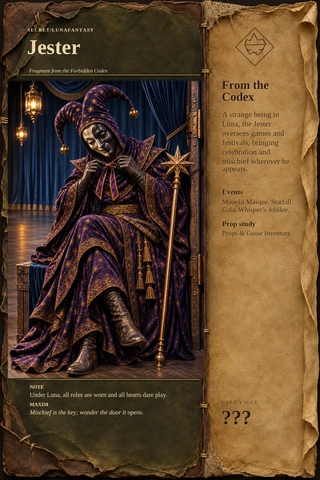 SECRET/LUNAFANTASY
Jester
Fragment from the Forbidden Codex
From the
Codex
A strange being in
Luna, the Jester
oversees games and
festivals, bringing
celebration and
mischief wherever he
appears.
Events
Moonlit Masque, Starfall
Gala, Whisper's Jubilee.
Prop study
Props & Guise Inventory
NOTE
Under Luna, all roles are worn and all hearts dare play.
MAXIM
Mischief is the key; wonder the door it opens.
CARD VALUE
???